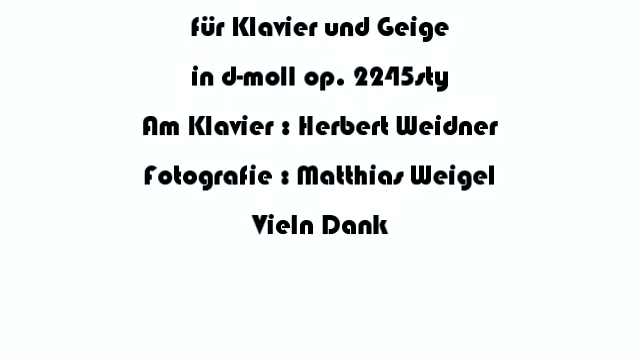 für Klavier und Geige
in d-moll op. 2245sty
Am Klavier : Herbert Weidner
Fotografie : Matthias Weigel
Vieln Dank